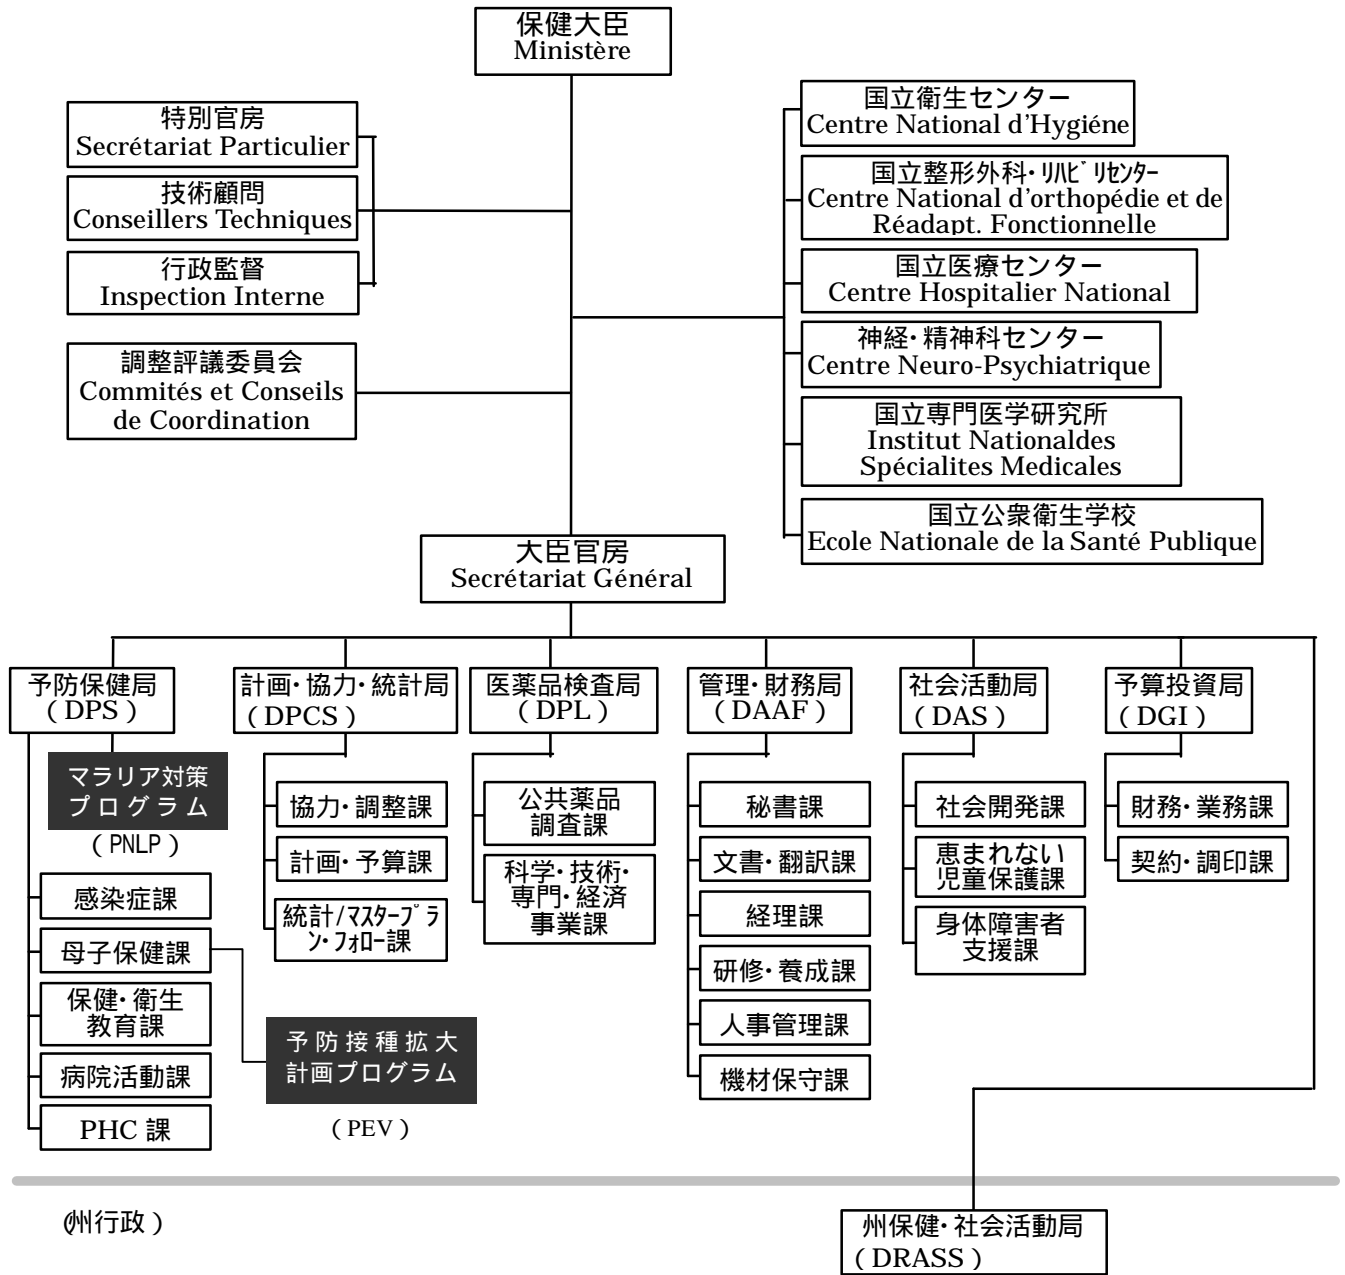 保健大臣
Ministère
特別官房
Secrétariat Particulier
技術顧問
Conseillers Techniques
行政監督
Inspection Interne
調整評議委員会
Commités et Conseils
de Coordination
国立衛生センター
Centre National d'Hygiéne
国立整形外科・ﾘﾊﾋﾞﾘｾﾝﾀｰ
Centre National d'orthopédie et de
Réadapt. Fonctionnelle
国立医療センター
Centre Hospitalier National
神経・精神科センター
Centre Neuro-Psychiatrique
国立専門医学研究所
Institut Nationaldes
Spécialites Medicales
国立公衆衛生学校
Ecole Nationale de la Santé Publique
大臣官房
Secrétariat Général
予防保健局
（DPS）
マラリア対策
プログラム
（PNLP）
感染症課
母子保健課
保健・衛生
教育課
病院活動課
PHC 課
予防接種拡大
計画プログラム
（PEV）
計画・協力・統計局
（DPCS）
協力・調整課
計画・予算課
統計/ﾏｽﾀｰﾌﾟﾗ
ﾝ・ﾌｫﾛｰ課
医薬品検査局
（DPL）
公共薬品
調査課
科学・技術・
専門・経済
事業課
管理・財務局
（DAAF）
秘書課
文書・翻訳課
経理課
研修・養成課
人事管理課
機材保守課
社会活動局
（DAS）
社会開発課
恵まれない
児童保護課
身体障害者
支援課
予算投資局
（DGI）
財務・業務課
契約・調印課
（州行政）
州保健・社会活動局
（DRASS）